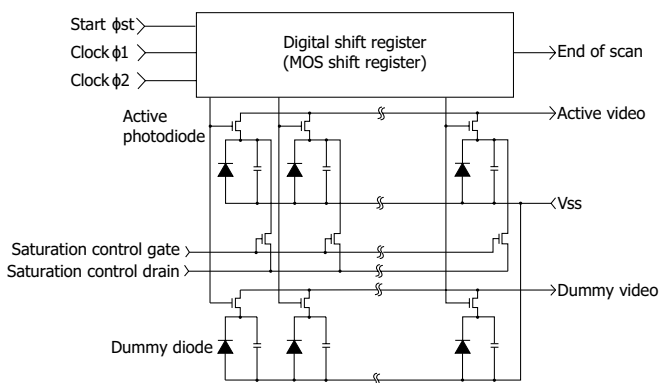 Start ϕst
Clock ϕ1
Clock ϕ2
Digital shift register
(MOS shift register)
End of scan
Active
photodiode
Active video
Vss
Saturation control gate
Saturation control drain
Dummy video
Dummy diode